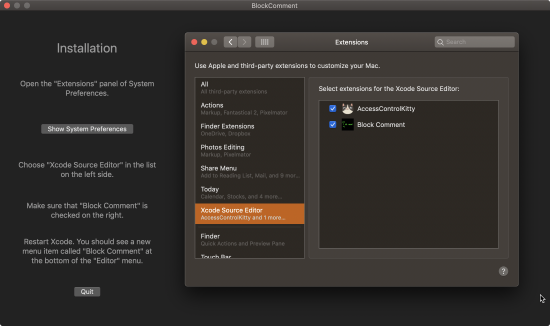 BlockComment
Installation
Open the "Extensions" panel of System
Preferences.
Show System Preferences
Choose "Xcode Source Editor" in the list
on the left side.
Make sure that "Block Comment" is
checked on the right.
Restart Xcode. You should see a new
menu item called "Block Comment" at
the bottom of the "Editor" menu.
Quit
Extensions
Search
Use Apple and third-party extensions to customize your Mac.
All
All third-party extensions
Actions
Markup, Fantastical 2, Pixelmator
Finder Extensions
OneDrive, Dropbox
Photos Editing
Markup, Pixelmator
Share Menu
Add to Reading List, Mail, and 9 mor...
Today
Calendar, Stocks, and 4 more...
Xcode Source Editor
AccessControlKitty and 1 more...
Finder
Quick Actions and Preview Pane
Touch Bar
Select extensions for the Xcode Source Editor:
AccessControlKitty
Block Comment
?